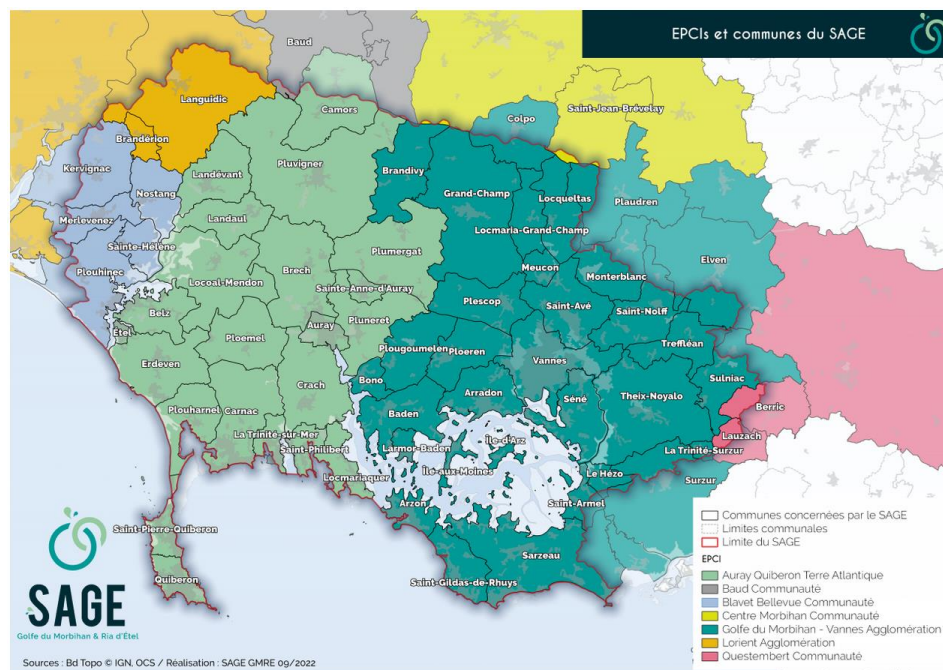 EPCIs et communes du SAGE
Baud
Languidic
Camors
Colpo
Saint-Jean-Brévelay
Brandérion
Kervignac
Pluvigner
Brandivy
Landévant
Nostang
Grand-Champ
Locqueltas
Plaudren
Merlevenez
Landaul
Locmaria-Grand-Champ
Sainte-Hélène
Plumergat
Elven
Plouhinec
Brech
Meucon
Monterblanc
Locoal-Mendon
Sainte-Anne-d'Auray
Plescop
Saint-Avé
Saint-Nolff
Belz
Auray
Pluneret
Étel
Ploemel
Treffléan
Plougoumelen
Ploeren
Vannes
Erdeven
Bono
Sulniac
Crach
Arradon
Séné
Theix-Noyalo
Berric
Plouharnel
Carnac
Baden
La Trinité-sur-Mer
Île-d'Arz
Lauzach
Saint-Philibert
Larmor-Baden
La Trinité-Surzur
Locmariaquer
Île-aux-Moines
Le Hézo
Surzur
Arzon
Saint-Armel
Saint-Pierre-Quiberon
Sarzeau
Quiberon
Saint-Gildas-de-Rhuys
Communes concernées par le SAGE
Limites communales
Limite du SAGE
EPCI
Auray Quiberon Terre Atlantique
Baud Communauté
Blavet Bellevue Communauté
Centre Morbihan Communauté
Golfe du Morbihan - Vannes Agglomération
Lorient Agglomération
Questembert Communauté
SAGE
Golfe du Morbihan & Ria d'Étel
Sources : Bd Topo © IGN, OCS / Réalisation : SAGE GMRE 09/2022